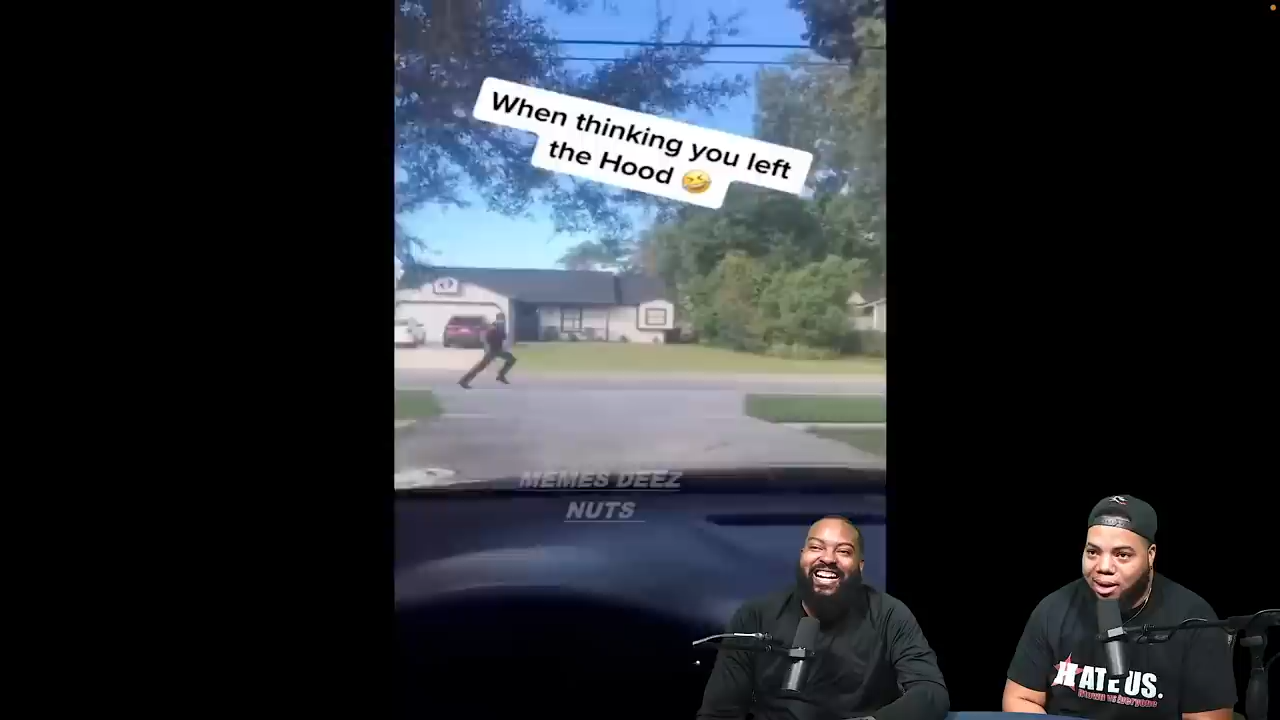 When thinking you left
the Hood 🤣
MEMES DEEZ
NUTS
HATE US.